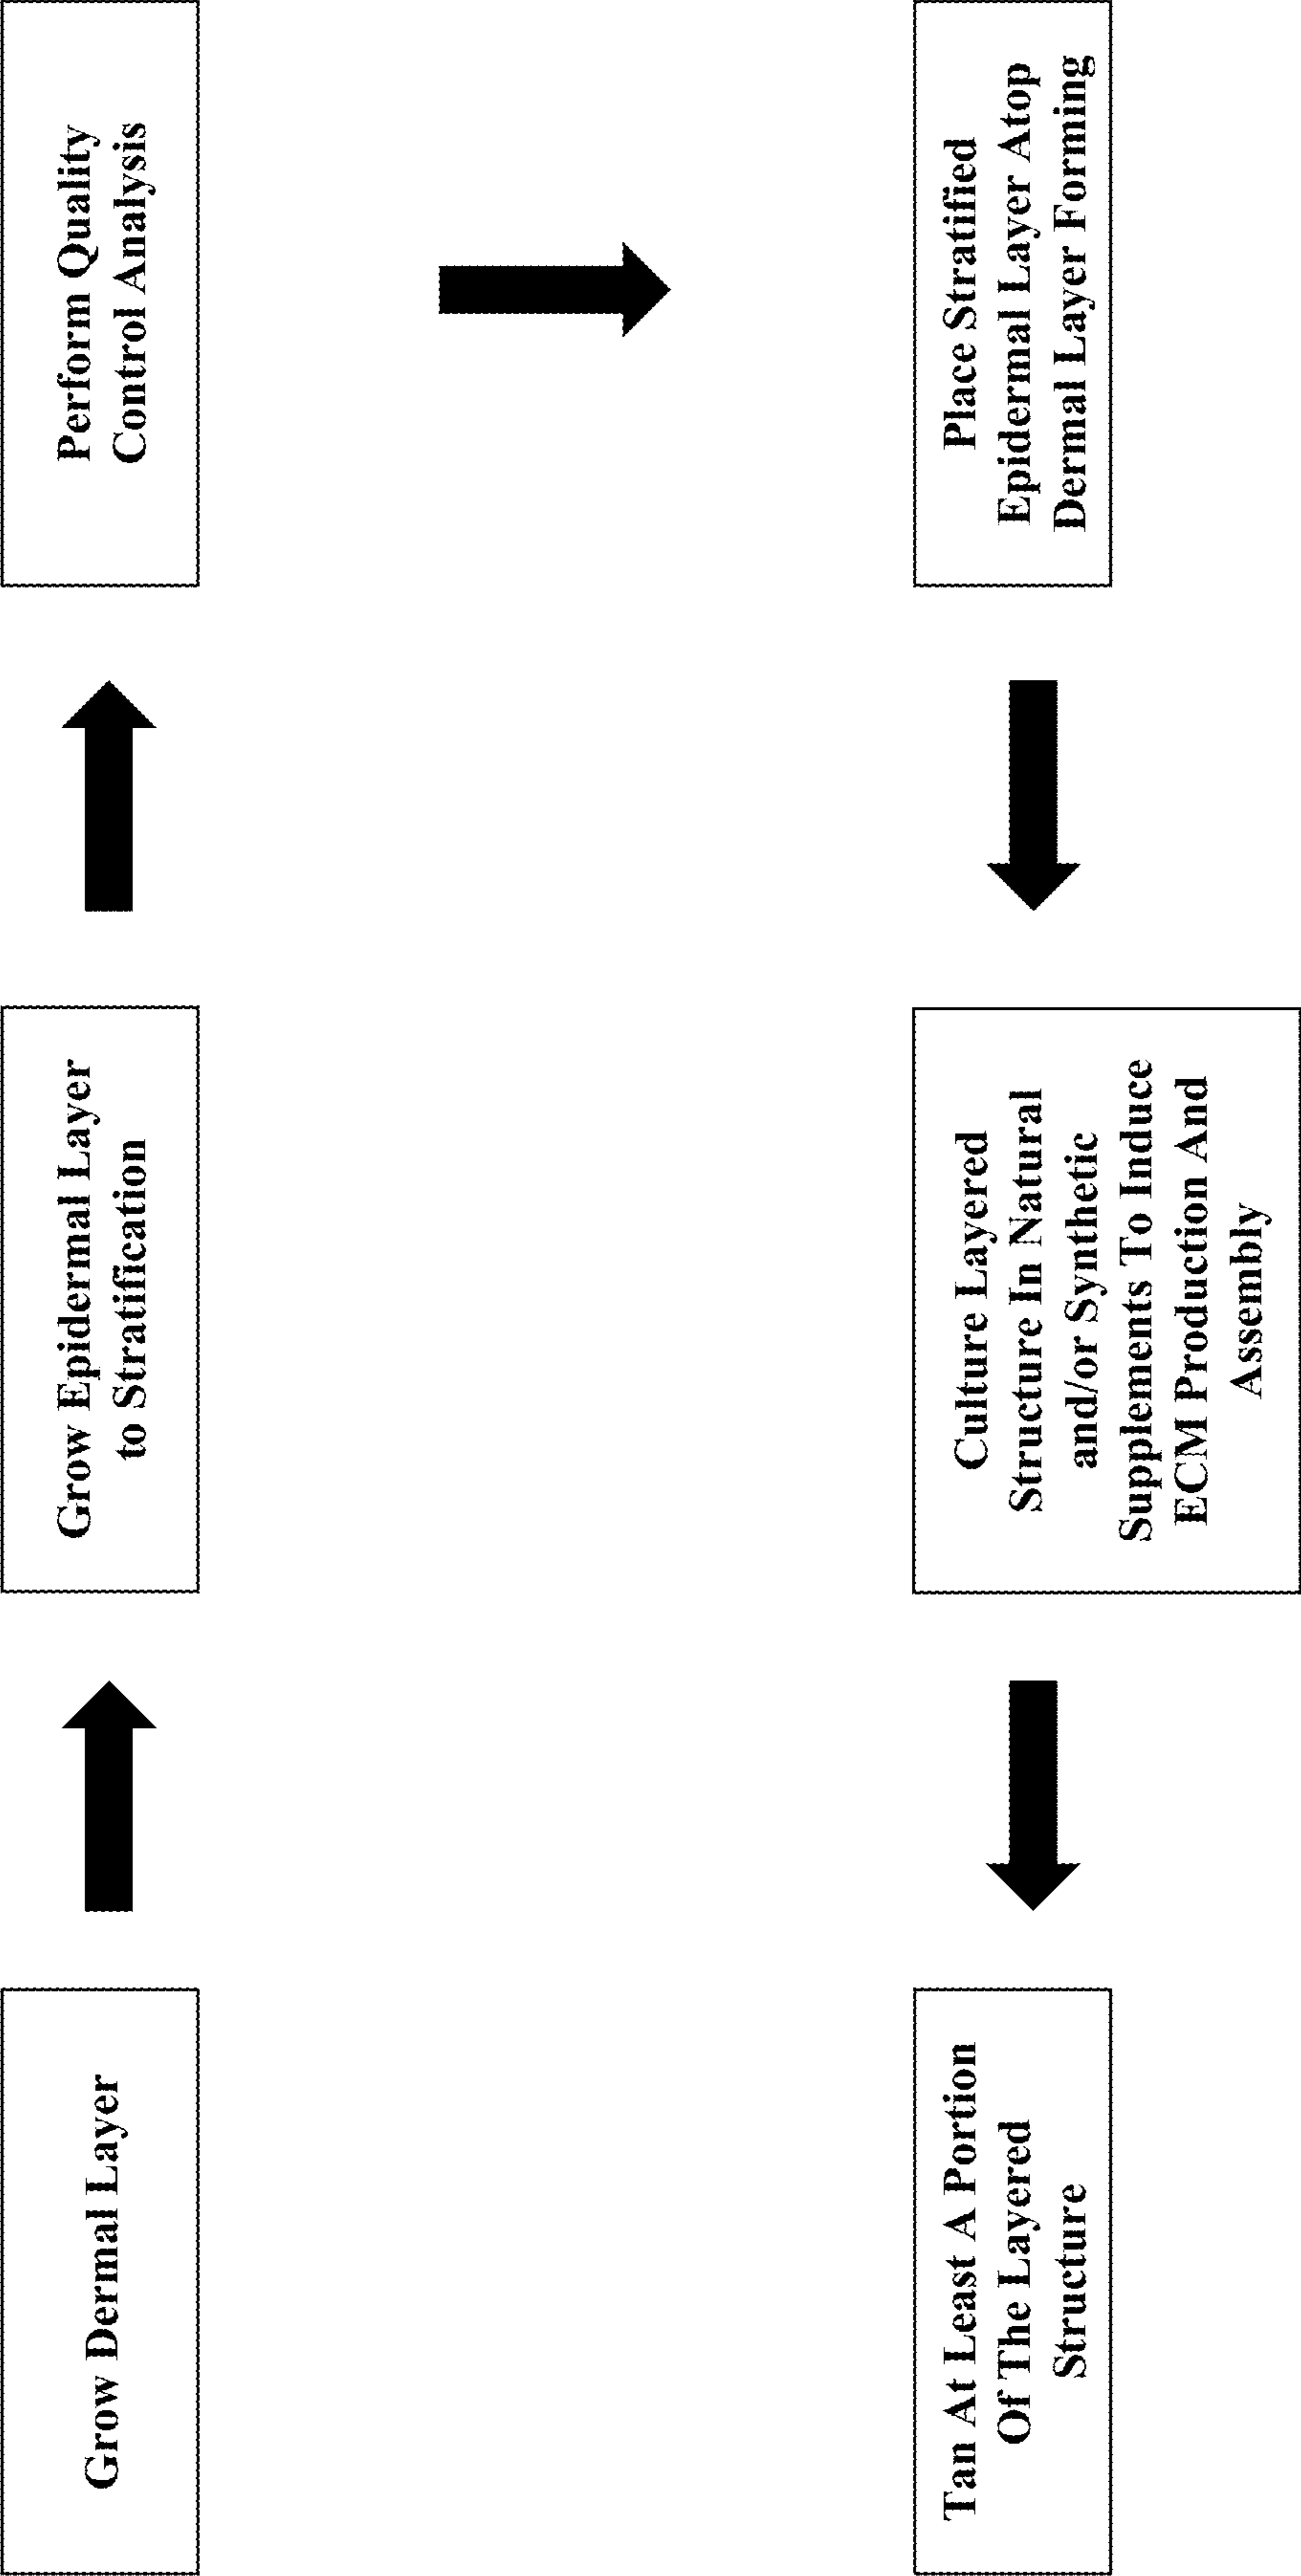 Grow Dermal Layer
Grow Epidermal Layer
to Stratification
Perform Quality
Control Analysis
Place Stratified
Epidermal Layer Atop
Dermal Layer Forming
Culture Layered
Structure In Natural
and/or Synthetic
Supplements To Induce
ECM Production And
Assembly
Tan At Least A Portion
Of The Layered
Structure